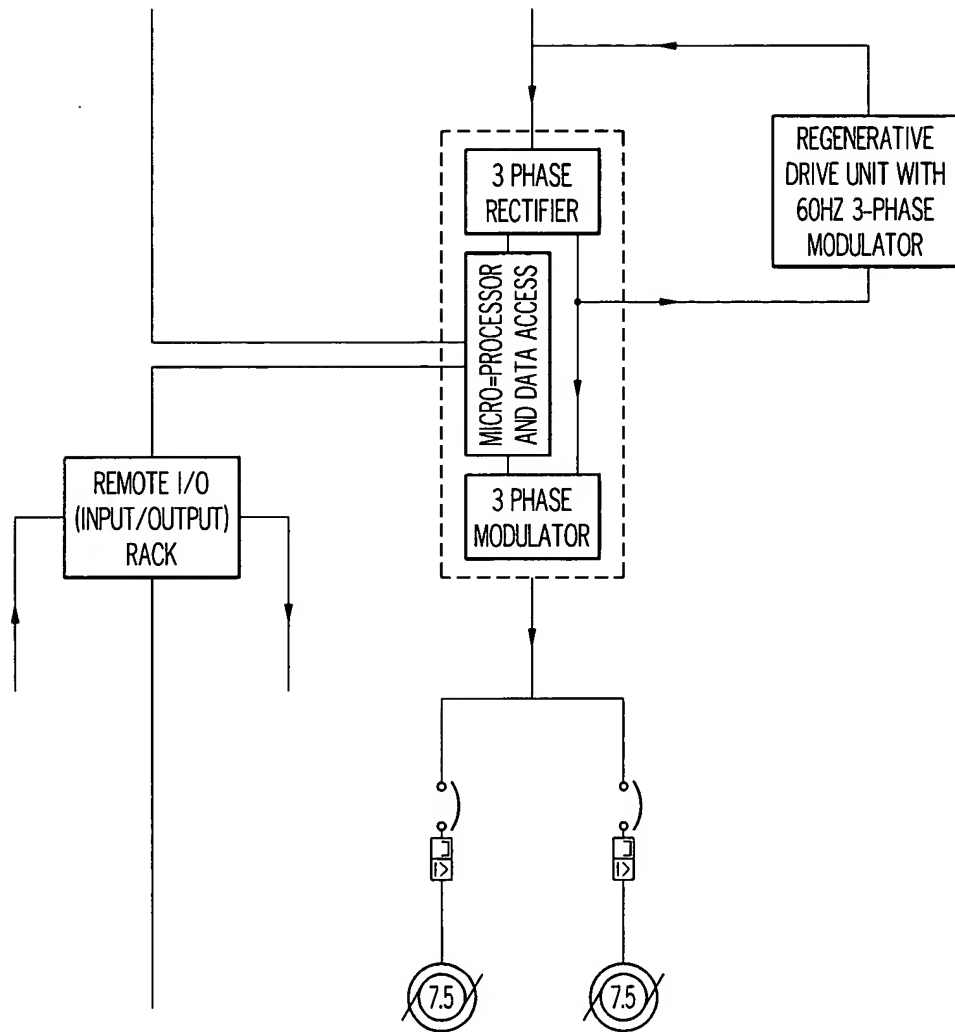 3 PHASE
RECTIFIER
REGENERATIVE
DRIVE UNIT WITH
60HZ 3-PHASE
MODULATOR
MICRO=PROCESSOR
AND DATA ACCESS
REMOTE I/O
(INPUT/OUTPUT)
RACK
3 PHASE
MODULATOR
I>
I>
7.5
7.5